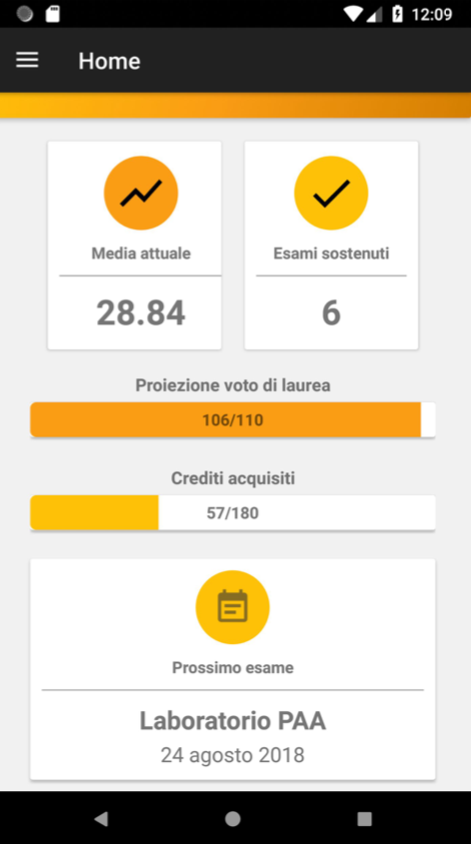 12:09
Home
Media attuale
28.84
Esami sostenuti
6
Proiezione voto di laurea
106/110
Crediti acquisiti
57/180
Prossimo esame
Laboratorio PAA
24 agosto 2018